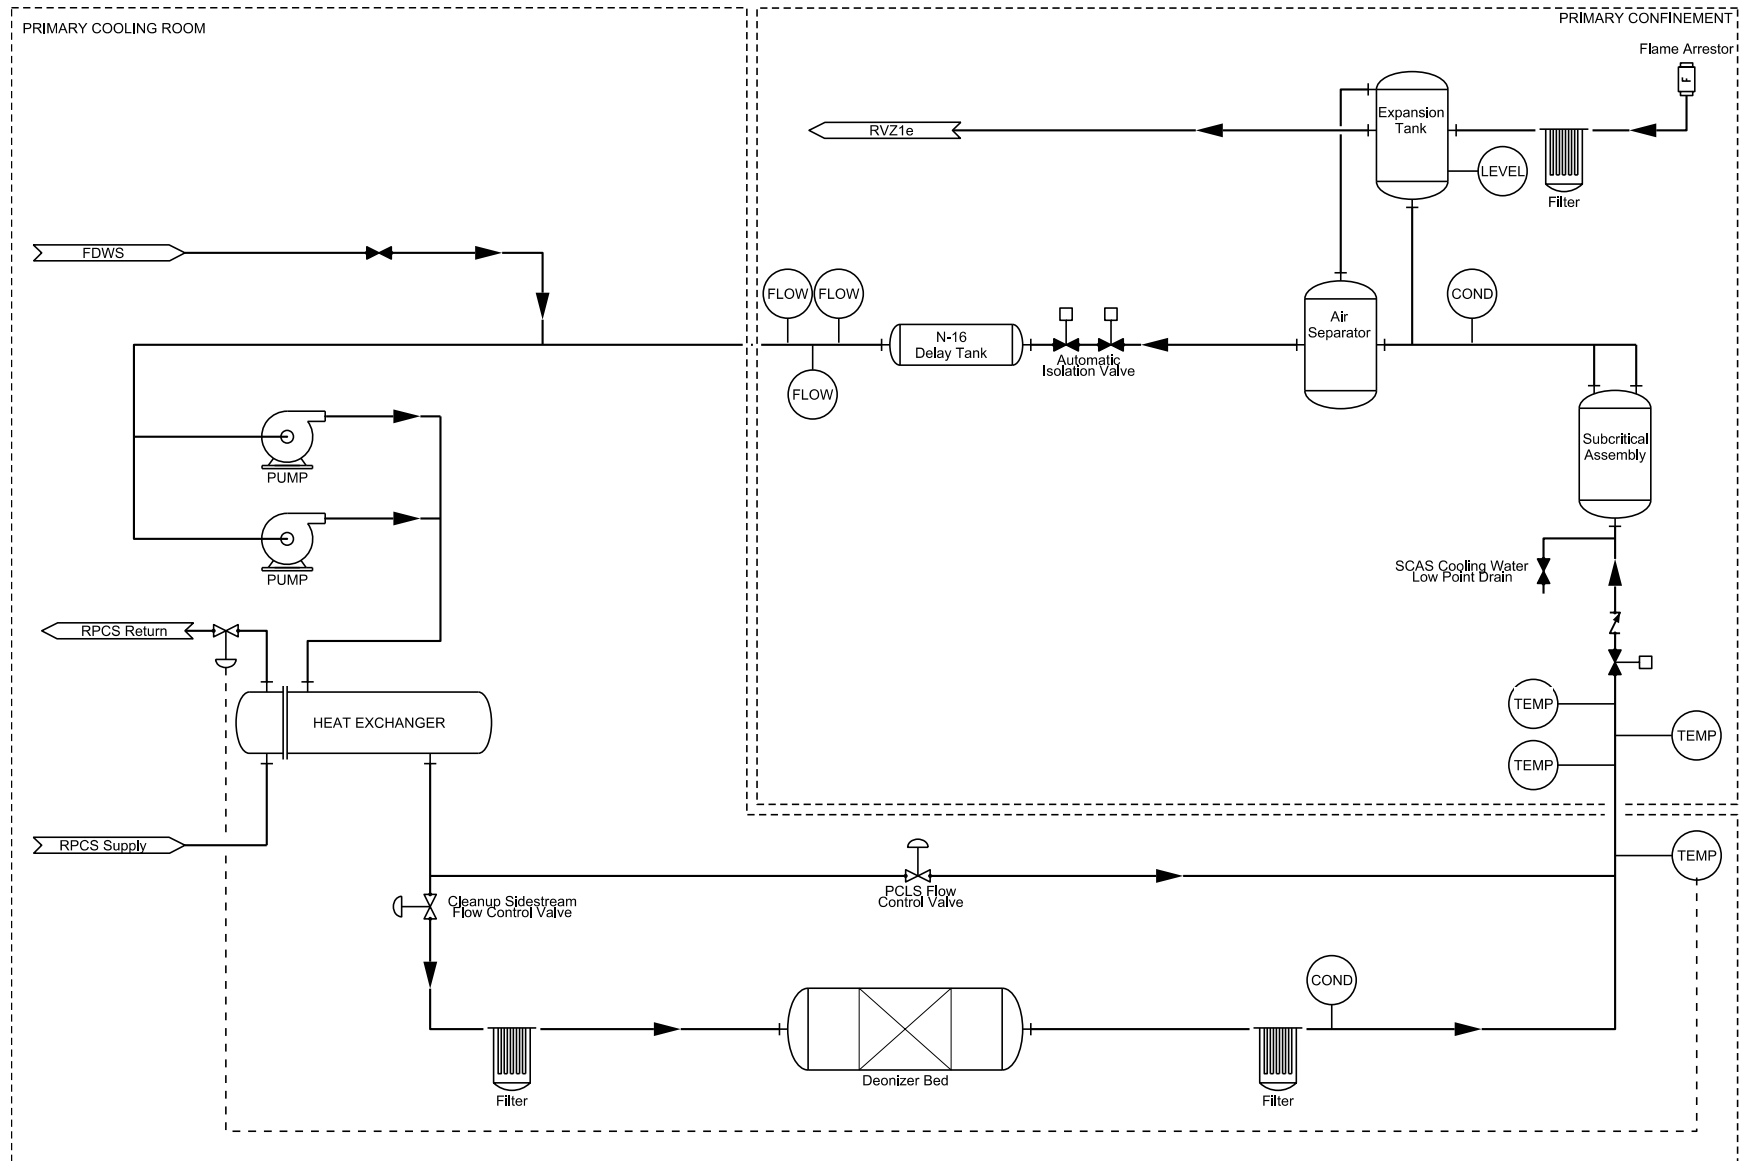 PRIMARY COOLING ROOM
PRIMARY CONFINEMENT
Flame Arrestor
F
Expansion
Tank
RVZ1e
LEVEL
Filter
FDWS
FLOW
FLOW
COND
Air
Separator
N-16
Delay Tank
Automatic
Isolation Valve
FLOW
PUMP
Subcritical
Assembly
PUMP
SCAS Cooling Water
Low Point Drain
RPCS Return
TEMP
HEAT EXCHANGER
TEMP
TEMP
RPCS Supply
TEMP
PCLS Flow
Control Valve
Cleanup Sidestream
Flow Control Valve
COND
Deonizer Bed
Filter
Filter